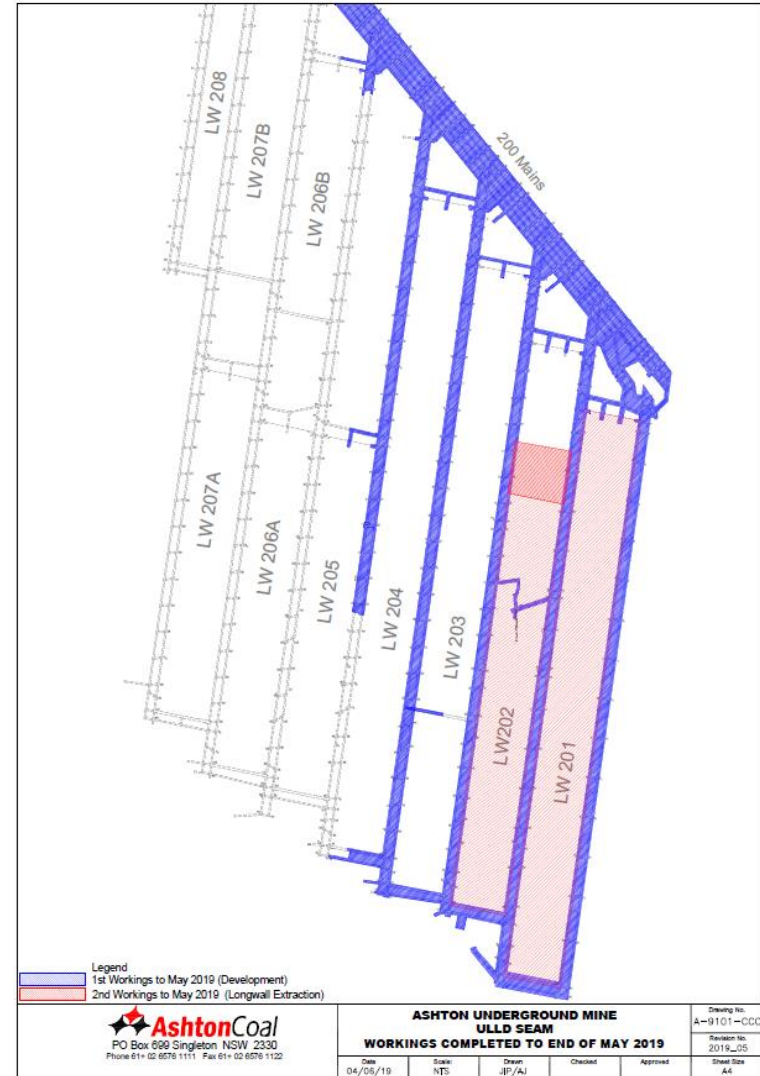 LW 208
LW 207B
LW 206B
200 Mains
LW 207A
LW 206A
LW 205
LW 204
LW 203
LW202
LW 201
Legend
1st Workings to May 2019 (Development)
2nd Workings to May 2019 (Longwall Extraction)
AshtonCoal
PO Box 699 Singleton NSW 2330
Phone 61+ 02 6576 1111 Fax 61+ 02 6576 1122
ASHTON UNDERGROUND MINE
ULLD SEAM
WORKINGS COMPLETED TO END OF MAY 2019
Date
04/06/19
Scale:
NTS
Drawn
JIP/AJ
Checked
Approved
Drawing No.
A-9101-CCC
Revision No.
2019_05
Sheet Size
A4